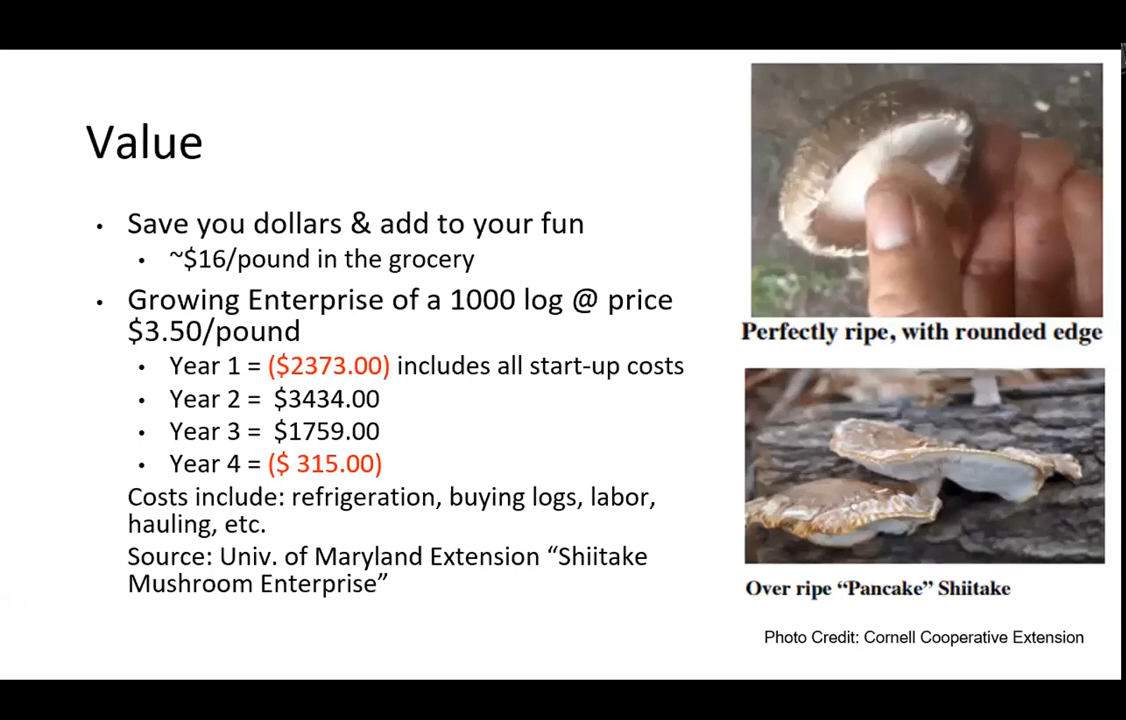 Value
• Save you dollars & add to your fun
• ~$16/pound in the grocery
• Growing Enterprise of a 1000 log @ price
$3.50/pound
• Year 1 = ($2373.00) includes all start-up costs
• Year 2 = $3434.00
• Year 3 = $1759.00
• Year 4 = ($ 315.00)
Costs include: refrigeration, buying logs, labor,
hauling, etc.
Source: Univ. of Maryland Extension “Shiitake
Mushroom Enterprise”
Perfectly ripe, with rounded edge
Over ripe “Pancake” Shiitake
Photo Credit: Cornell Cooperative Extension